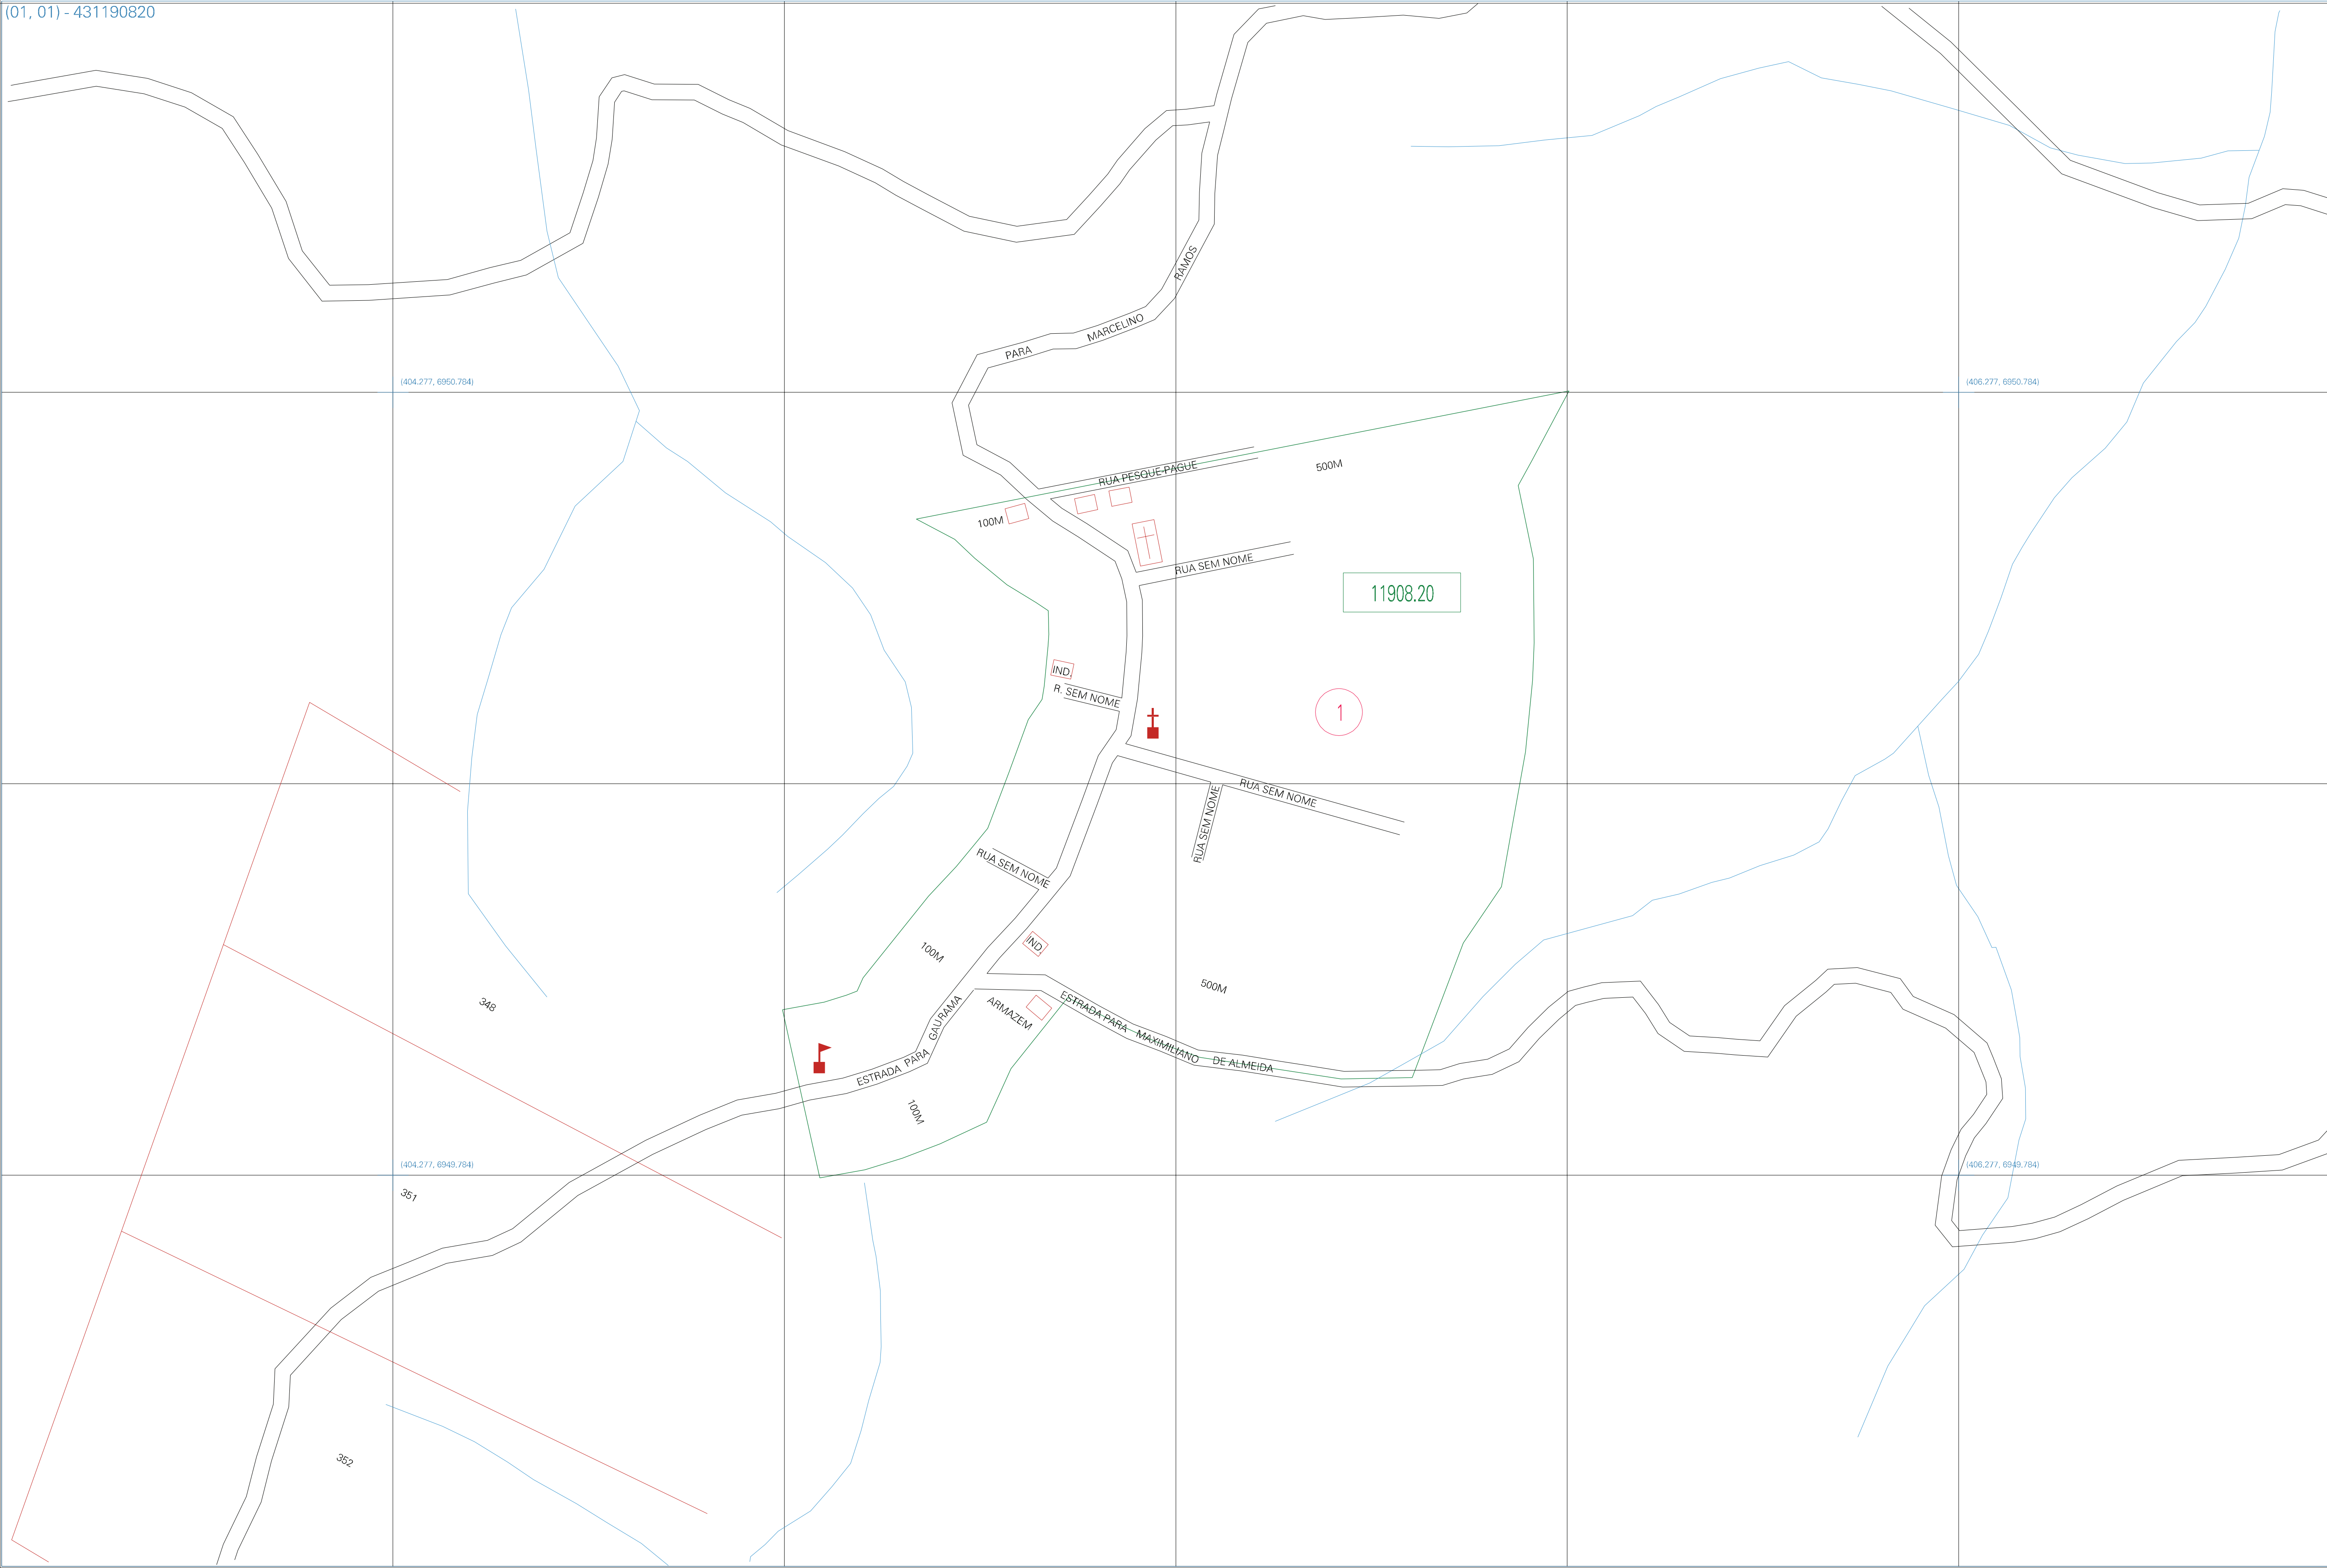 (01, 01) - 431190820
RAMOS
MARCELINO
PARA
(404.277, 6950.784)
(406.277, 6950.784)
RUA PESQUE-PAGUE
500M
100M
RUA SEM NOME
11908.20
IND.
R. SEM NOME
1
RUA SEM NOME
RUA SEM NOME
RUA SEM NOME
100M
IND.
500M
348
ARMAZEM
ESTRADA PARA MAXIMILIANO DE ALMEIDA
ESTRADA PARA GAURAMA
100M
(404.277, 6949.784)
(406.277, 6949.784)
351
352